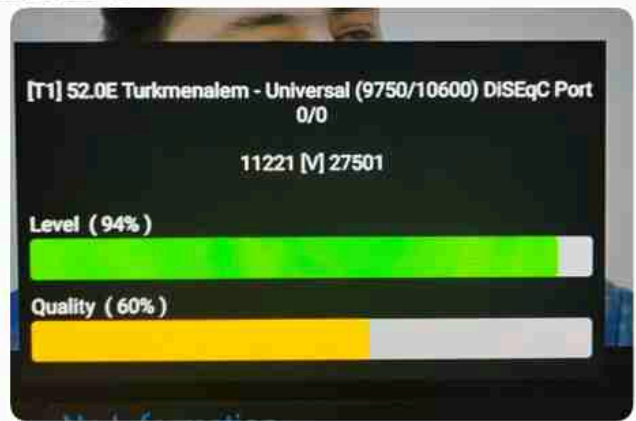 [T1] 52.0E Turkmenalem - Universal (9750/10600) DiSEqC Port
0/0
11221 [V] 27501
Level ( 94% )
Quality ( 60% )